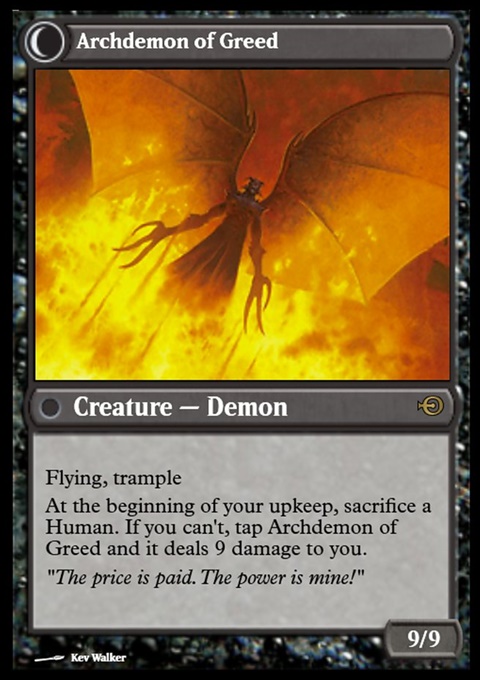 Archdemon of Greed
Creature — Demon
Flying, trample
At the beginning of your upkeep, sacrifice a
Human. If you can't, tap Archdemon of
Greed and it deals 9 damage to you.
"The price is paid. The power is mine!"
9/9
Kev Walker